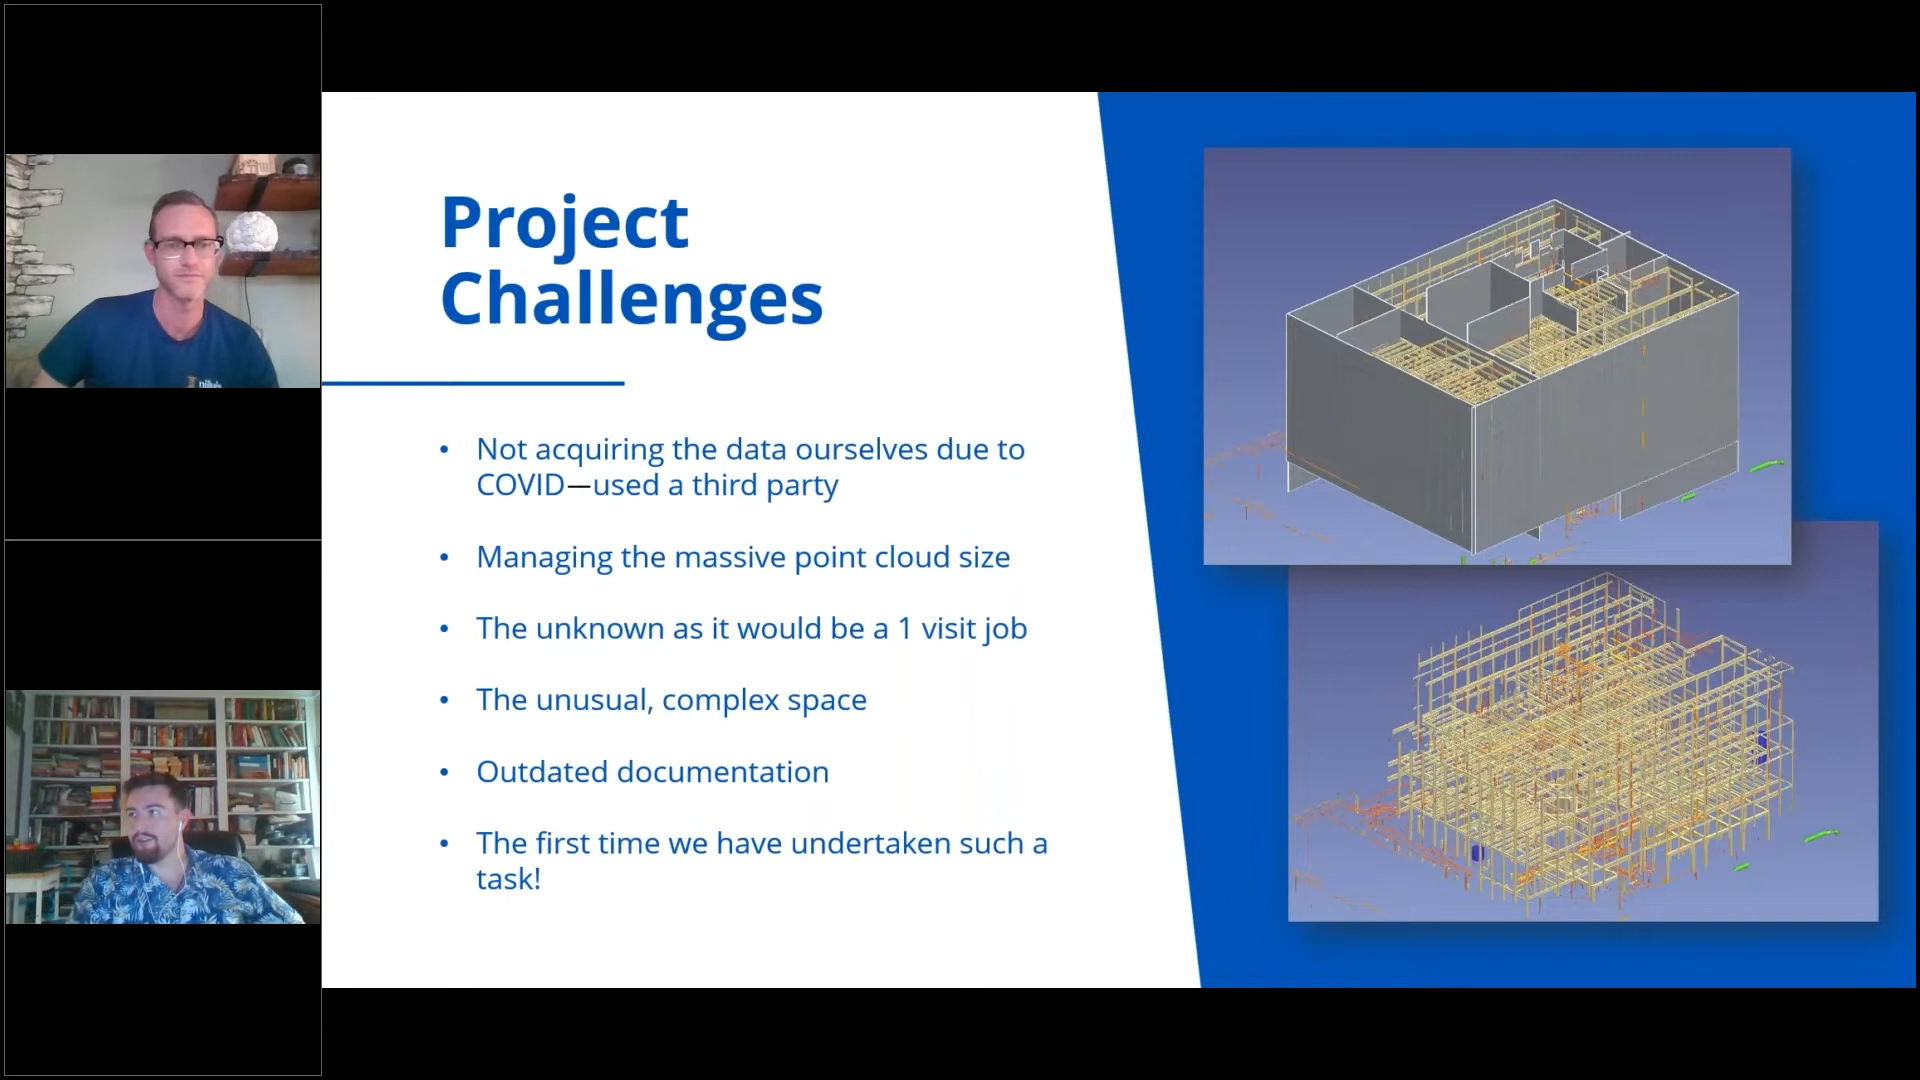 Project
Challenges
• Not acquiring the data ourselves due to
COVID—used a third party
• Managing the massive point cloud size
• The unknown as it would be a 1 visit job
• The unusual, complex space
• Outdated documentation
• The first time we have undertaken such a
task!